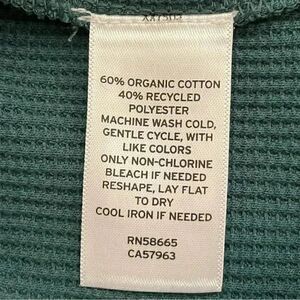 60% ORGANIC COTTON
40% RECYCLED
POLYESTER
MACHINE WASH COLD,
GENTLE CYCLE, WITH
LIKE COLORS
ONLY NON-CHLORINE
BLEACH IF NEEDED
RESHAPE, LAY FLAT
TO DRY
COOL IRON IF NEEDED
RN58665
CA57963